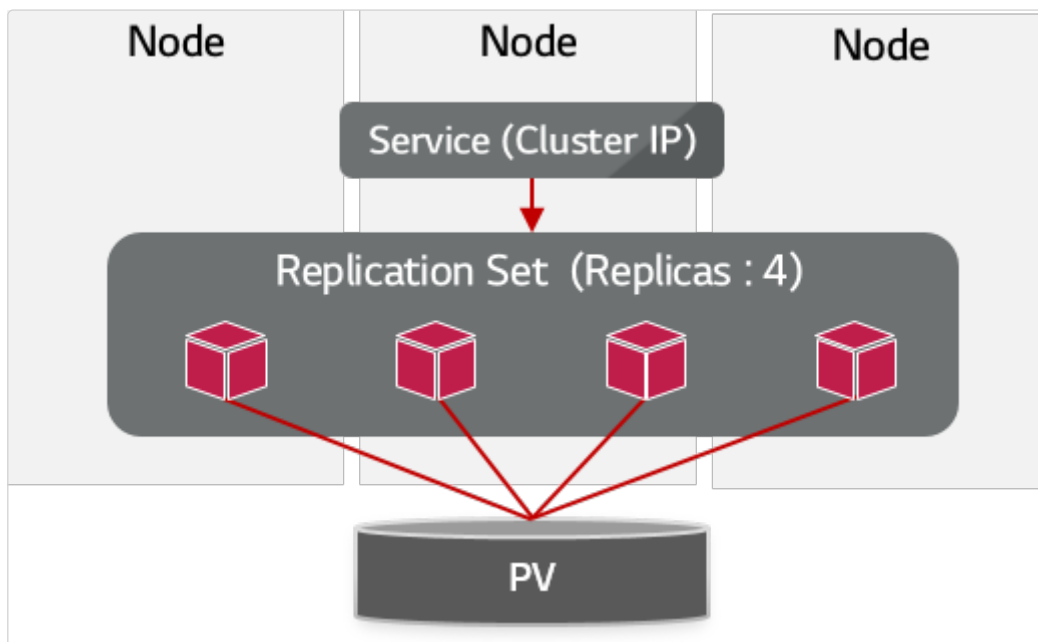 Node
Node
Node
Service (Cluster IP)
Replication Set (Replicas : 4)
PV